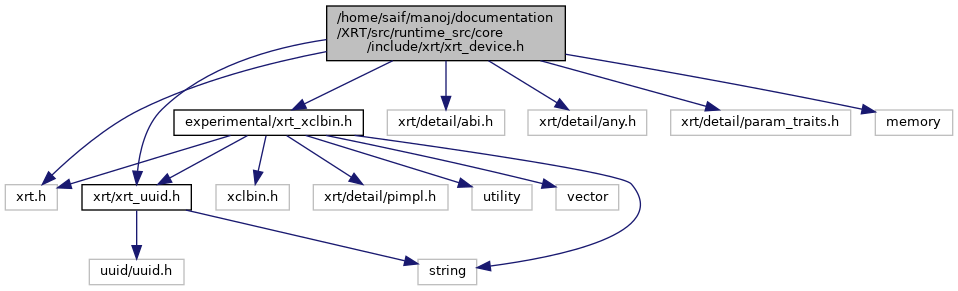 /home/saif/manoj/documentation
/XRT/src/runtime_src/core
/include/xrt/xrt_device.h
experimental/xrt_xclbin.h
xrt/detail/abi.h
xrt/detail/any.h
xrt/detail/param_traits.h
memory
xrt.h
xrt/xrt_uuid.h
xclbin.h
xrt/detail/pimpl.h
utility
vector
uuid/uuid.h
string